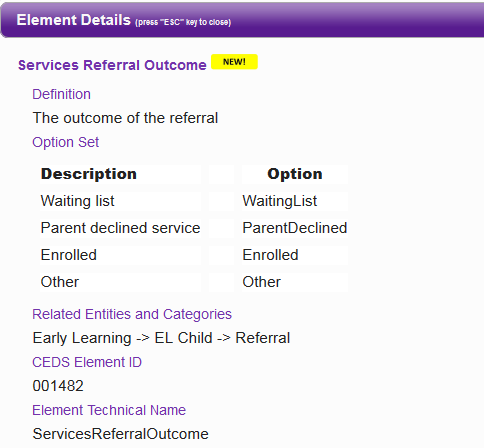 Element Details (press "ESC" key to close)
Services Referral Outcome NEW!
Definition
The outcome of the referral
Option Set
Description Option
Waiting list WaitingList
Parent declined service ParentDeclined
Enrolled Enrolled
Other Other
Related Entities and Categories
Early Learning -> EL Child -> Referral
CEDS Element ID
001482
Element Technical Name
ServicesReferralOutcome